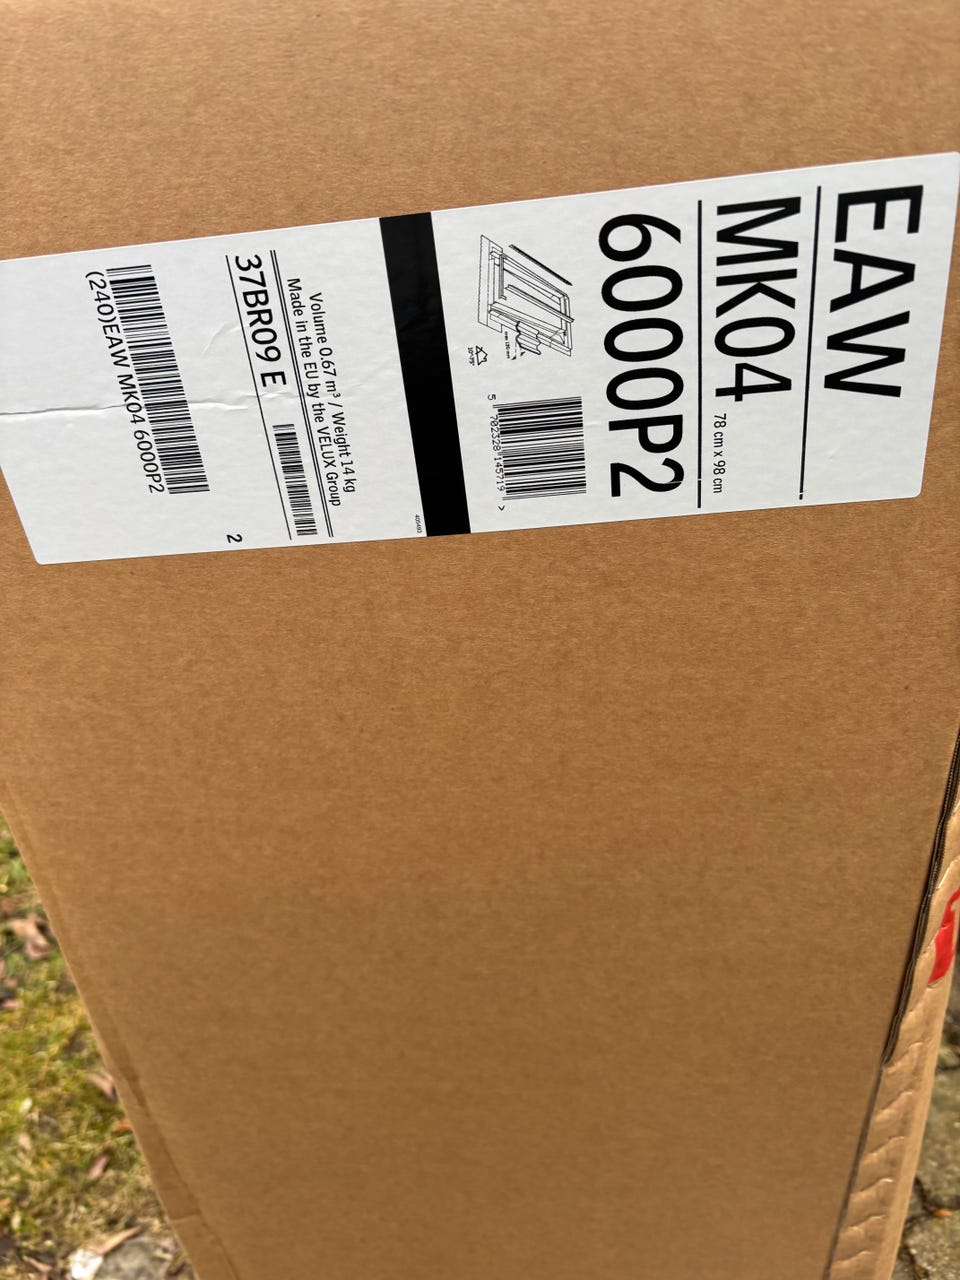 EAW
MK04 78 cm x 98 cm
6000P2
5 702328 145719 >
Volume 0.67 m³ / Weight 14 kg
Made in the EU by the VELUX Group
37BR09 E
(240)EAW MK04 6000P2
2